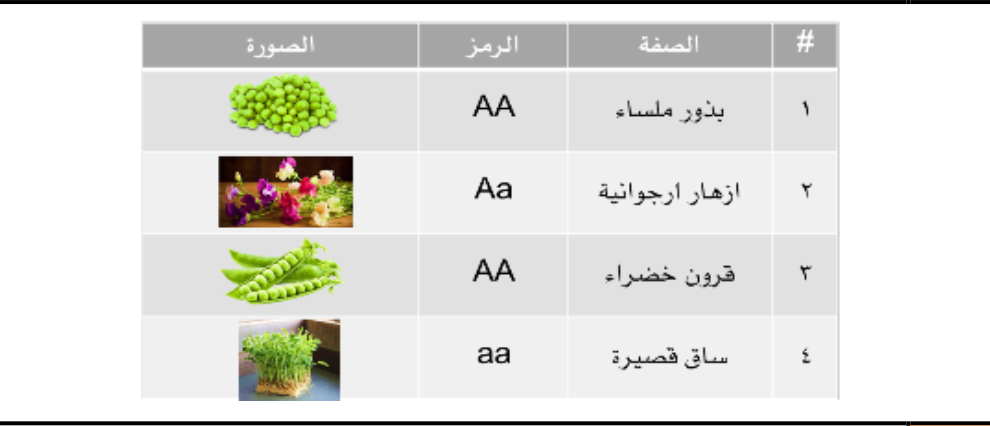 # الصفة الرمز الصورة
١ بذور ملساء AA
٢ ازهار ارجوانية Aa
٣ قرون خضراء AA
٤ ساق قصيرة aa